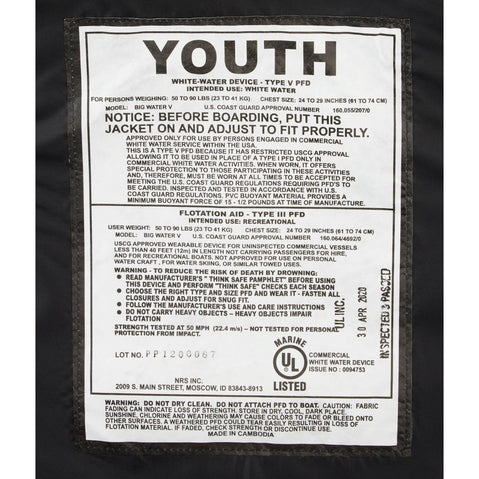 YOUTH
WHITE-WATER DEVICE - TYPE V PFD
INTENDED USE: WHITE WATER
FOR PERSONS WEIGHING: 50 TO 90 LBS (23 TO 41 KG) CHEST SIZE: 24 TO 29 INCHES (61 TO 74 CM)
MODEL: BIG WATER V U.S. COAST GUARD APPROVAL NUMBER 160.055/207/0
NOTICE: BEFORE BOARDING, PUT THIS
JACKET ON AND ADJUST TO FIT PROPERLY.
APPROVED ONLY FOR USE BY PERSONS ENGAGED IN COMMERCIAL
WHITE WATER SERVICE WITHIN THE USA.
THIS IS A TYPE V PFD BECAUSE IT HAS RESTRICTED USCG APPROVAL
ALLOWING IT TO BE USED IN PLACE OF A TYPE I PFD ONLY IN
COMMERCIAL WHITE WATER ACTIVITIES. WHEN WORN, IT OFFERS
SPECIAL PROTECTION TO THOSE PARTICIPATING IN THESE ACTIVITIES
AND, THEREFORE, MUST BE WORN AT ALL TIMES TO BE ACCEPTED FOR
MEETING THE U.S. COAST GUARD REGULATIONS REQUIRING PFD'S TO
BE CARRIED. INSPECTED AND TESTED IN ACCORDANCE WITH U.S.
COAST GUARD REGULATIONS. PVC BUOYANT MATERIAL PROVIDES A
MINIMUM BUOYANT FORCE OF 15 - 1/2 POUNDS AT TIME OF MANUFACTURE.
FLOTATION AID - TYPE III PFD
INTENDED USE: RECREATIONAL
USER WEIGHT: 50 TO 90 LBS (23 TO 41 KG) CHEST SIZE: 24 TO 29 INCHES (61 TO 74 CM)
MODEL: BIG WATER V U.S. COAST GUARD APPROVAL NUMBER 160.064/4692/0
USCG APPROVED WEARABLE DEVICE FOR UNINSPECTED COMMERCIAL VESSELS
LESS THAN 40 FEET (12m) IN LENGTH NOT CARRYING PASSENGERS FOR HIRE,
AND FOR RECREATIONAL BOATS. NOT APPROVED FOR USE ON PERSONAL
WATER CRAFT, FOR WATER SKIING, OR SIMILAR TOWED USES.
WARNING - TO REDUCE THE RISK OF DEATH BY DROWNING:
● READ MANUFACTURER'S " THINK SAFE PAMPHLET" BEFORE USING
THIS DEVICE AND PERFORM "THINK SAFE" CHECKS EACH SEASON
● CHOOSE THE RIGHT TYPE AND SIZE PFD AND WEAR IT - FASTEN ALL
CLOSURES AND ADJUST FOR SNUG FIT.
● FOLLOW THE MANUFACTURER'S USE AND CARE INSTRUCTIONS
● DO NOT CARRY HEAVY OBJECTS - HEAVY OBJECTS IMPAIR
FLOTATION
STRENGTH TESTED AT 50 MPH (22.4 m/s) - NOT TESTED FOR PERSONAL
PROTECTION FROM IMPACT.
UL INC.
30 APR 2020
INSPECTED & PASSED
LOT NO. PP1200067
NRS INC.
2009 S. MAIN STREET, MOSCOW, ID 83843-8913
MARINE
UL
LISTED
COMMERCIAL
WHITE WATER DEVICE
ISSUE NO : 0094753
WARNING: DO NOT DRY CLEAN. DO NOT ATTACH PFD TO BOAT. CAUTION: FABRIC
FADING CAN INDICATE LOSS OF STRENGTH. STORE IN DRY, COOL, DARK PLACE.
SUNSHINE, CHLORINE AND WEATHERING MAY CAUSE COLORS TO FADE OR BLEED ONTO
OTHER SURFACES. A WEATHERED PFD COULD TEAR EASILY RESULTING IN LOSS OF
FLOTATION MATERIAL. IF FADED, CHECK STRENGTH OR DISCONTINUE USE.
MADE IN CAMBODIA